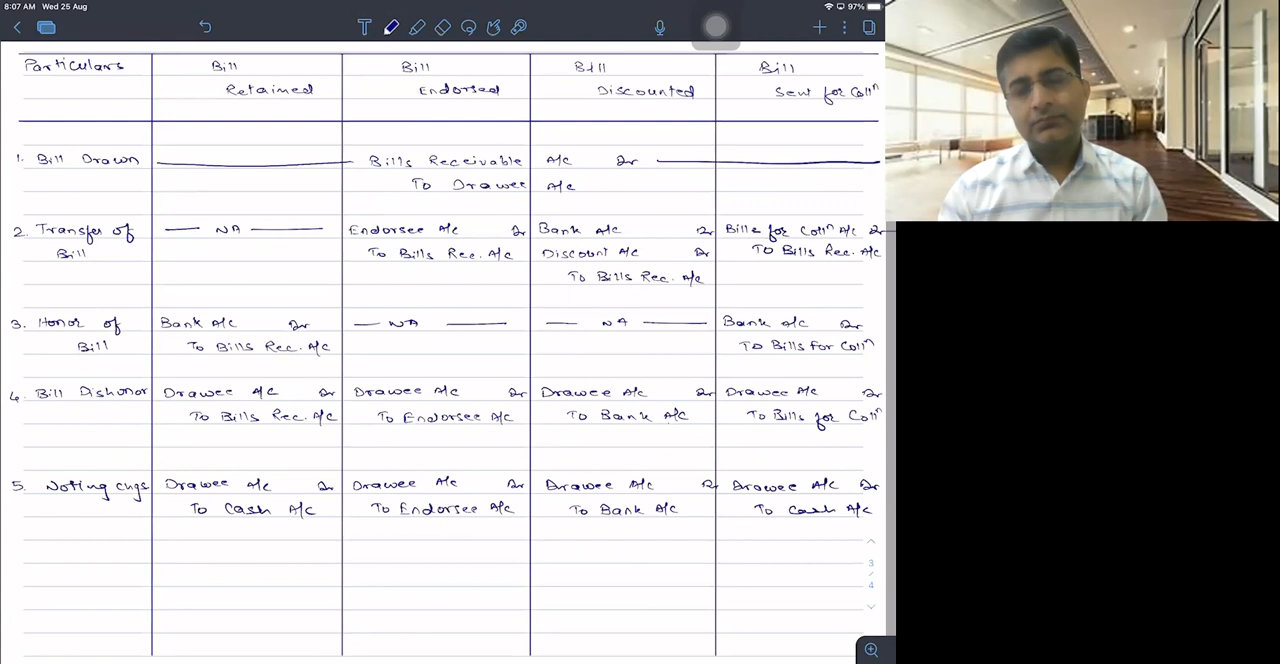 8:07 AM Wed 25 Aug
97%
Particulars Bill Bill Bill Bill
Retained Endorsed Discounted Sent for Collⁿ
1. Bill Drawn Bills Receivable A/c Dr
To Drawee A/c
2. Transfer of NA Endorsee A/c Dr Bank A/c Dr Bills for Collⁿ A/c Dr
Bill To Bills Rec. A/c Discount A/c Dr To Bills Rec. A/c
To Bills Rec. A/c
3. Honor of Bank A/c Dr NA NA Bank A/c Dr
Bill To Bills Rec. A/c To Bills for Collⁿ
4. Bill Dishonor Drawee A/c Dr Drawee A/c Dr Drawee A/c Dr Drawee A/c Dr
To Bills Rec. A/c To Endorsee A/c To Bank A/c To Bills for Collⁿ
5. Noting chgs Drawee A/c Dr Drawee A/c Dr Drawee A/c Dr Drawee A/c Dr
To Cash A/c To Endorsee A/c To Bank A/c To Cash A/c
3
/
4